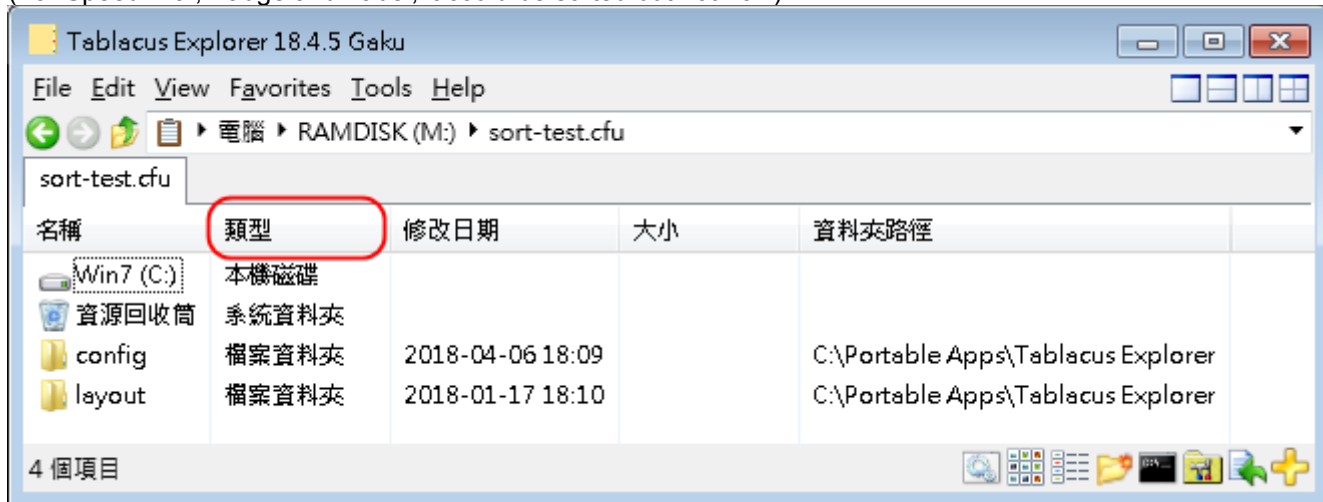 Tablacus Explorer 18.4.5 Gaku
File Edit View Favorites Tools Help
電腦 RAMDISK (M:) sort-test.cfu
sort-test.cfu
名稱 類型 修改日期 大小 資料夾路徑
Win7 (C:) 本機磁碟
資源回收筒 系統資料夾
config 檔案資料夾 2018-04-06 18:09 C:\Portable Apps\Tablacus Explorer
layout 檔案資料夾 2018-01-17 18:10 C:\Portable Apps\Tablacus Explorer
4 個項目